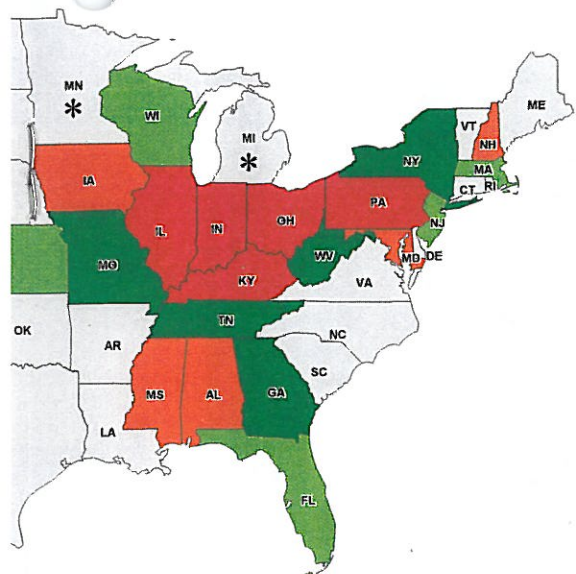 MN
*
WI
MI
*
ME
VT
NH
NY
MA
CT
RI
IA
IL
IN
OH
PA
NJ
MO
KY
WV
MD
DE
VA
OK
AR
TN
NC
SC
MS
AL
GA
LA
FL